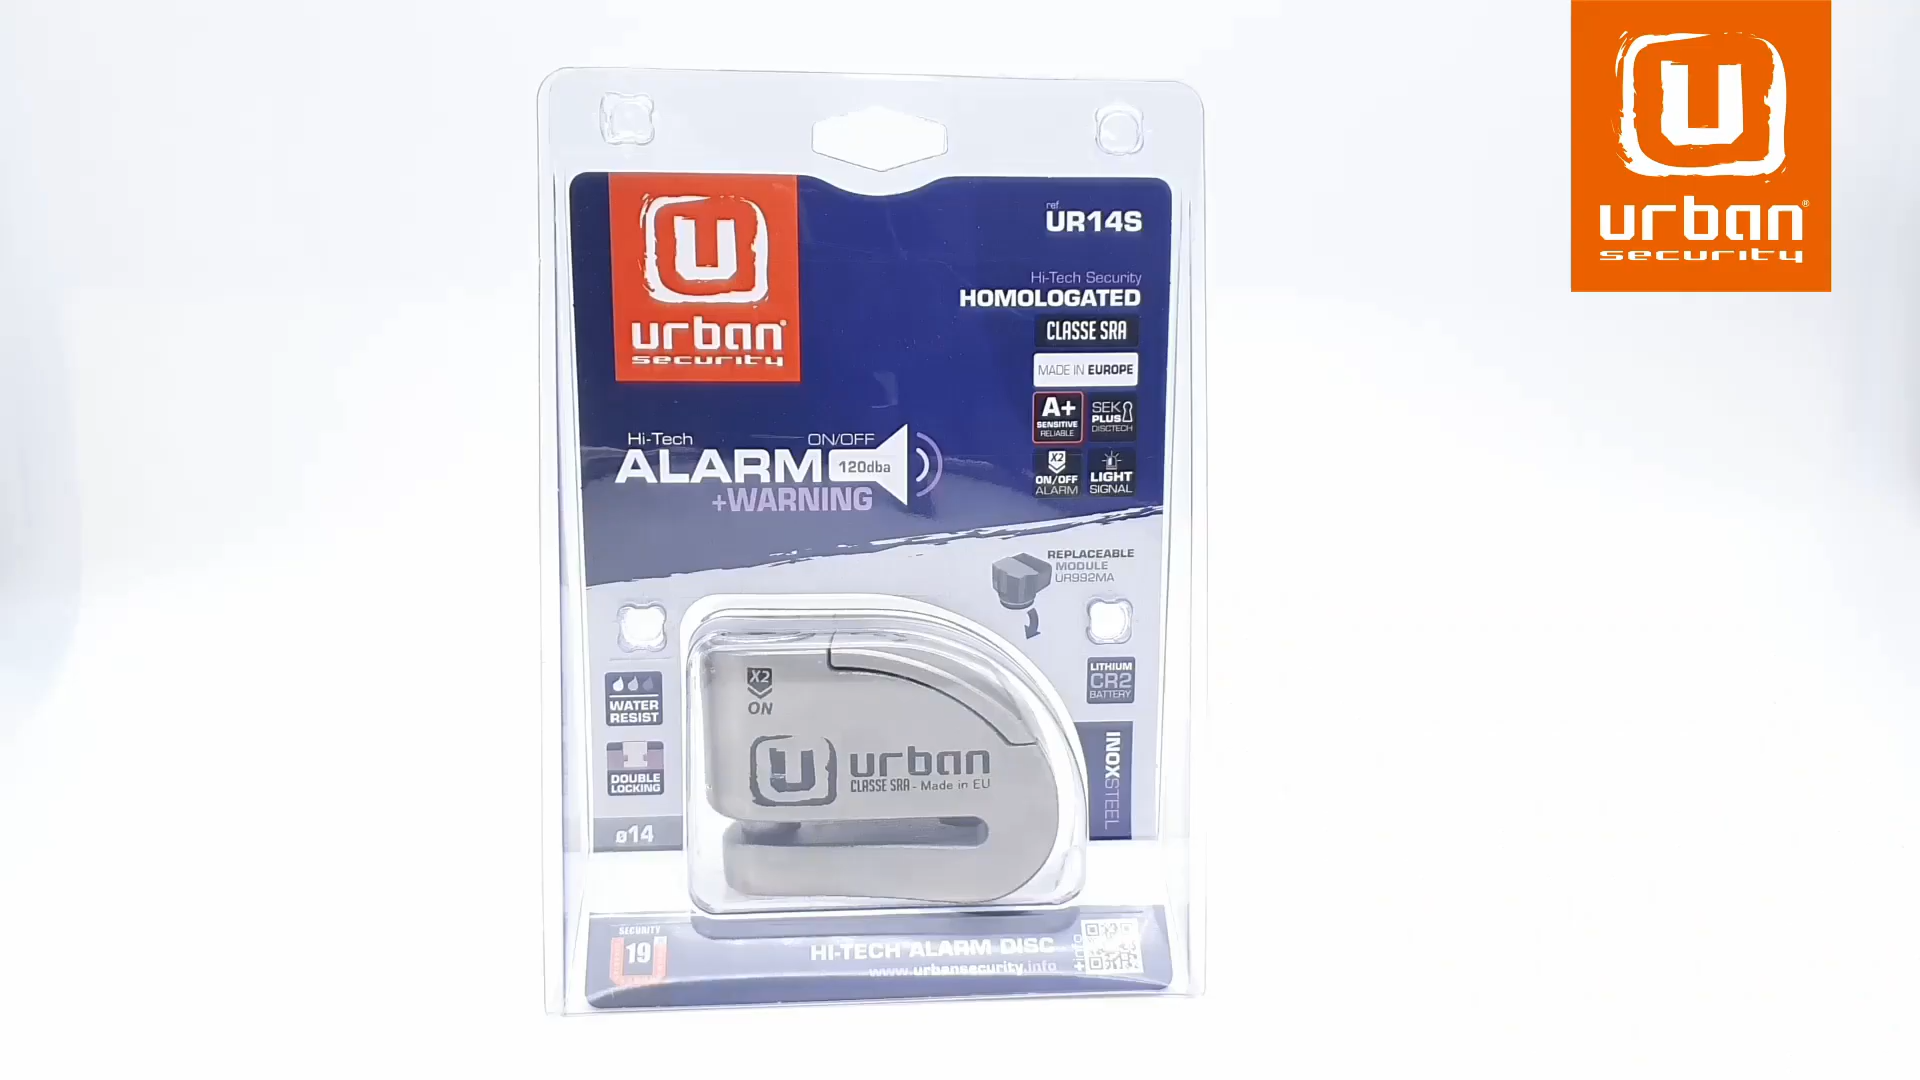 U
urban®
security
U
urban®
security
ref.
UR14S
Hi-Tech Security
HOMOLOGATED
CLASSE SRA
MADE IN EUROPE
A+
SENSITIVE
RELIABLE
SEK
PLUS
DISCTECH
X2
ON/OFF
ALARM
LIGHT
SIGNAL
Hi-Tech
ON/OFF
ALARM
120dba
+WARNING
REPLACEABLE
MODULE
UR992MA
WATER
RESIST
DOUBLE
LOCKING
ø14
LITHIUM
CR2
BATTERY
INOXSTEEL
X2
ON
U
urban
CLASSE SRA - Made in EU
SECURITY
19
HI-TECH ALARM DISC
www.urbansecurity.info
+info